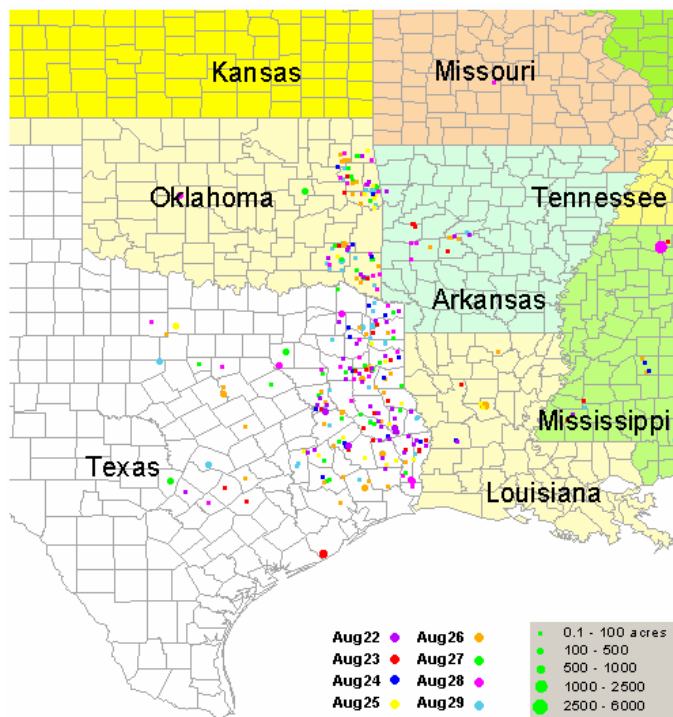 Kansas
Missouri
Oklahoma
Tennessee
Arkansas
Mississippi
Texas
Louisiana
Aug22 Aug26
Aug23 Aug27
Aug24 Aug28
Aug25 Aug29
0.1 - 100 acres
100 - 500
500 - 1000
1000 - 2500
2500 - 6000